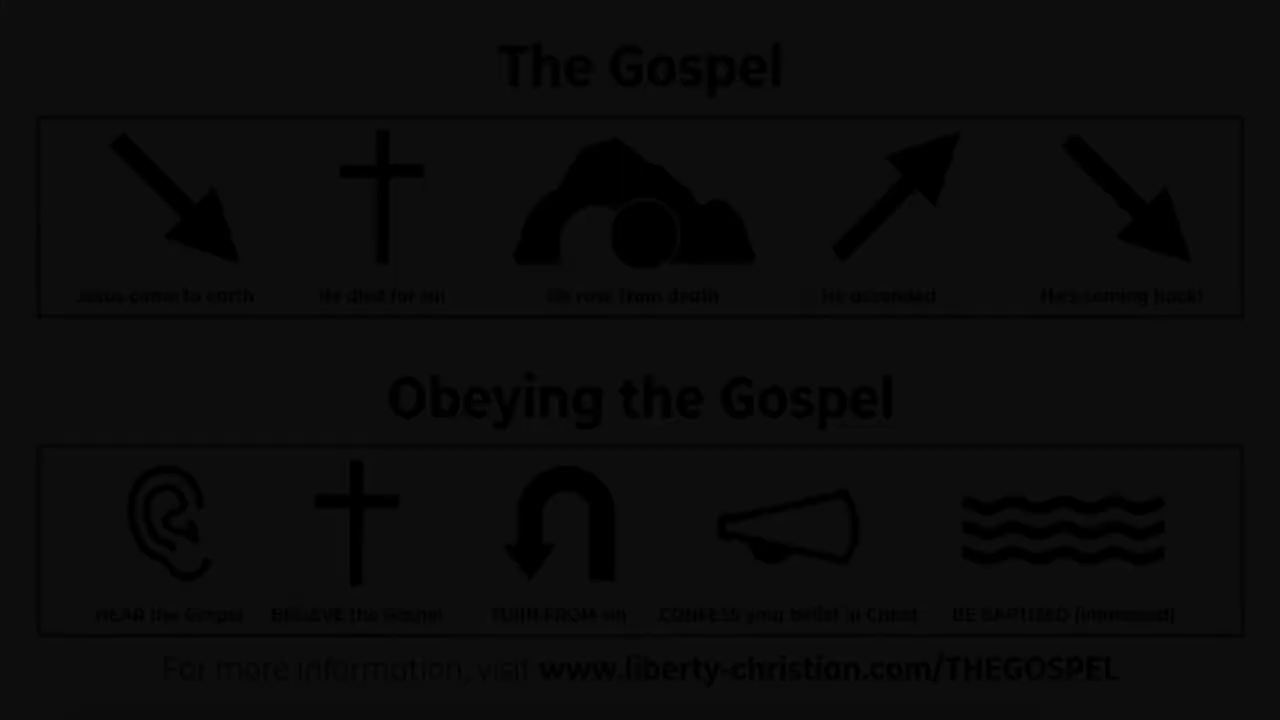 The Gospel
Jesus came to earth He died for us! He rose from death He ascended He's coming back!
Obeying the Gospel
HEAR the Gospel BELIEVE the Gospel TURN FROM sin CONFESS your belief in Christ BE BAPTISED (immersed)
For more information, visit www.liberty-christian.com/THEGOSPEL